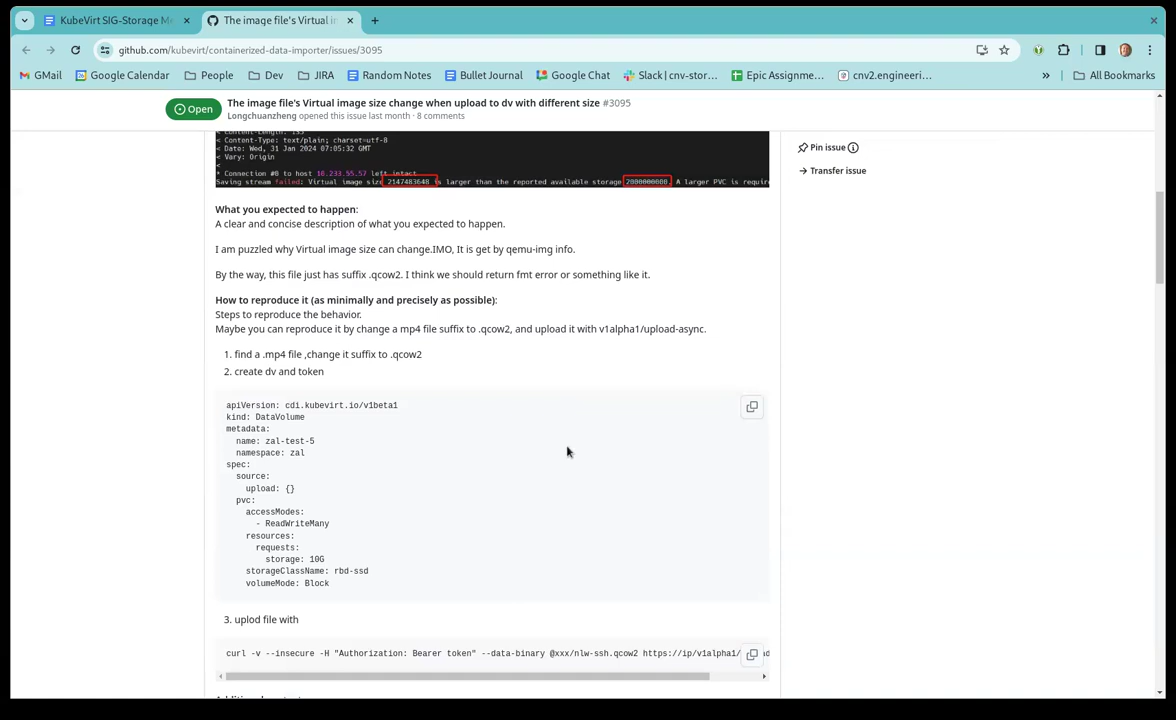 KubeVirt SIG-Storage Me
The image file's Virtual in
github.com/kubevirt/containerized-data-importer/issues/3095
GMail
Google Calendar
People
Dev
JIRA
Random Notes
Bullet Journal
Google Chat
Slack | cnv-stor...
Epic Assignme...
cnv2.engineeri...
»
All Bookmarks
Open
The image file's Virtual image size change when upload to dv with different size #3095
Longchuanzheng opened this issue last month · 8 comments
< Content-Type: text/plain; charset=utf-8
< Date: Wed, 31 Jan 2024 07:05:32 GMT
< Vary: Origin
<
* Connection #0 to host 10.233.55.57 left intact
Saving stream failed: Virtual image size 2147483648 is larger than the reported available storage 2000000000. A larger PVC is requir
Pin issue
Transfer issue
What you expected to happen:
A clear and concise description of what you expected to happen.
I am puzzled why Virtual image size can change.IMO, It is get by qemu-img info.
By the way, this file just has suffix .qcow2. I think we should return fmt error or something like it.
How to reproduce it (as minimally and precisely as possible):
Steps to reproduce the behavior.
Maybe you can reproduce it by change a mp4 file suffix to .qcow2, and upload it with v1alpha1/upload-async.
1. find a .mp4 file ,change it suffix to .qcow2
2. create dv and token
apiVersion: cdi.kubevirt.io/v1beta1
kind: DataVolume
metadata:
name: zal-test-5
namespace: zal
spec:
source:
upload: {}
pvc:
accessModes:
- ReadWriteMany
resources:
requests:
storage: 10G
storageClassName: rbd-ssd
volumeMode: Block
3. uplod file with
curl -v --insecure -H "Authorization: Bearer token" --data-binary @xxx/nlw-ssh.qcow2 https://ip/v1alpha1/